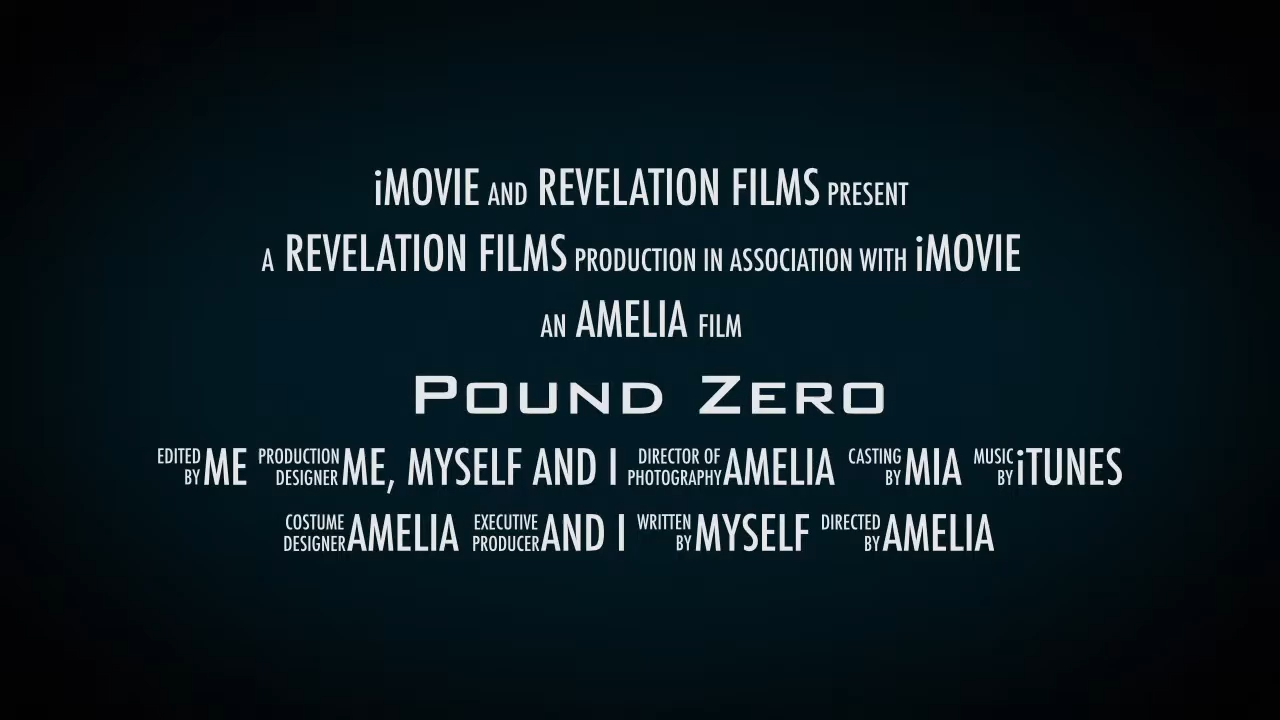 iMOVIE AND REVELATION FILMS PRESENT
A REVELATION FILMS PRODUCTION IN ASSOCIATION WITH iMOVIE
AN AMELIA FILM
POUND ZERO
EDITED BY ME PRODUCTION DESIGNER ME, MYSELF AND I DIRECTOR OF PHOTOGRAPHY AMELIA CASTING BY MIA MUSIC BY iTUNES
COSTUME DESIGNER AMELIA EXECUTIVE PRODUCER AND I WRITTEN BY MYSELF DIRECTED BY AMELIA